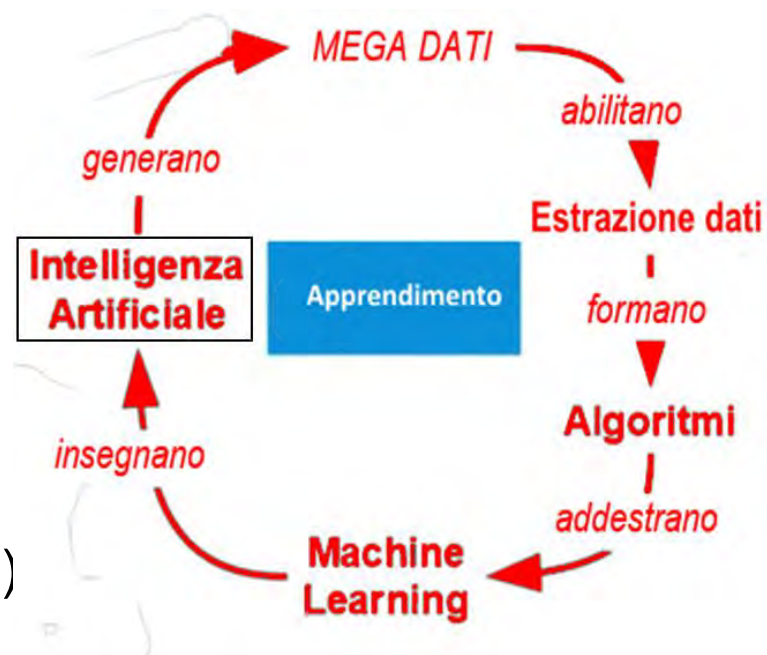 MEGA DATI
abilitano
Estrazione dati
formano
Algoritmi
addestrano
Machine
Learning
insegnano
Intelligenza
Artificiale
generano
Apprendimento
)